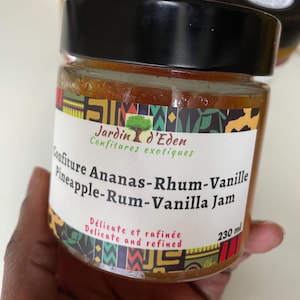 Jardin d'Eden
Confitures exotiques
Confiture Ananas-Rhum-Vanille
Pineapple-Rum-Vanilla Jam
Délicate et rafinée
Delicate and refined
230 ml